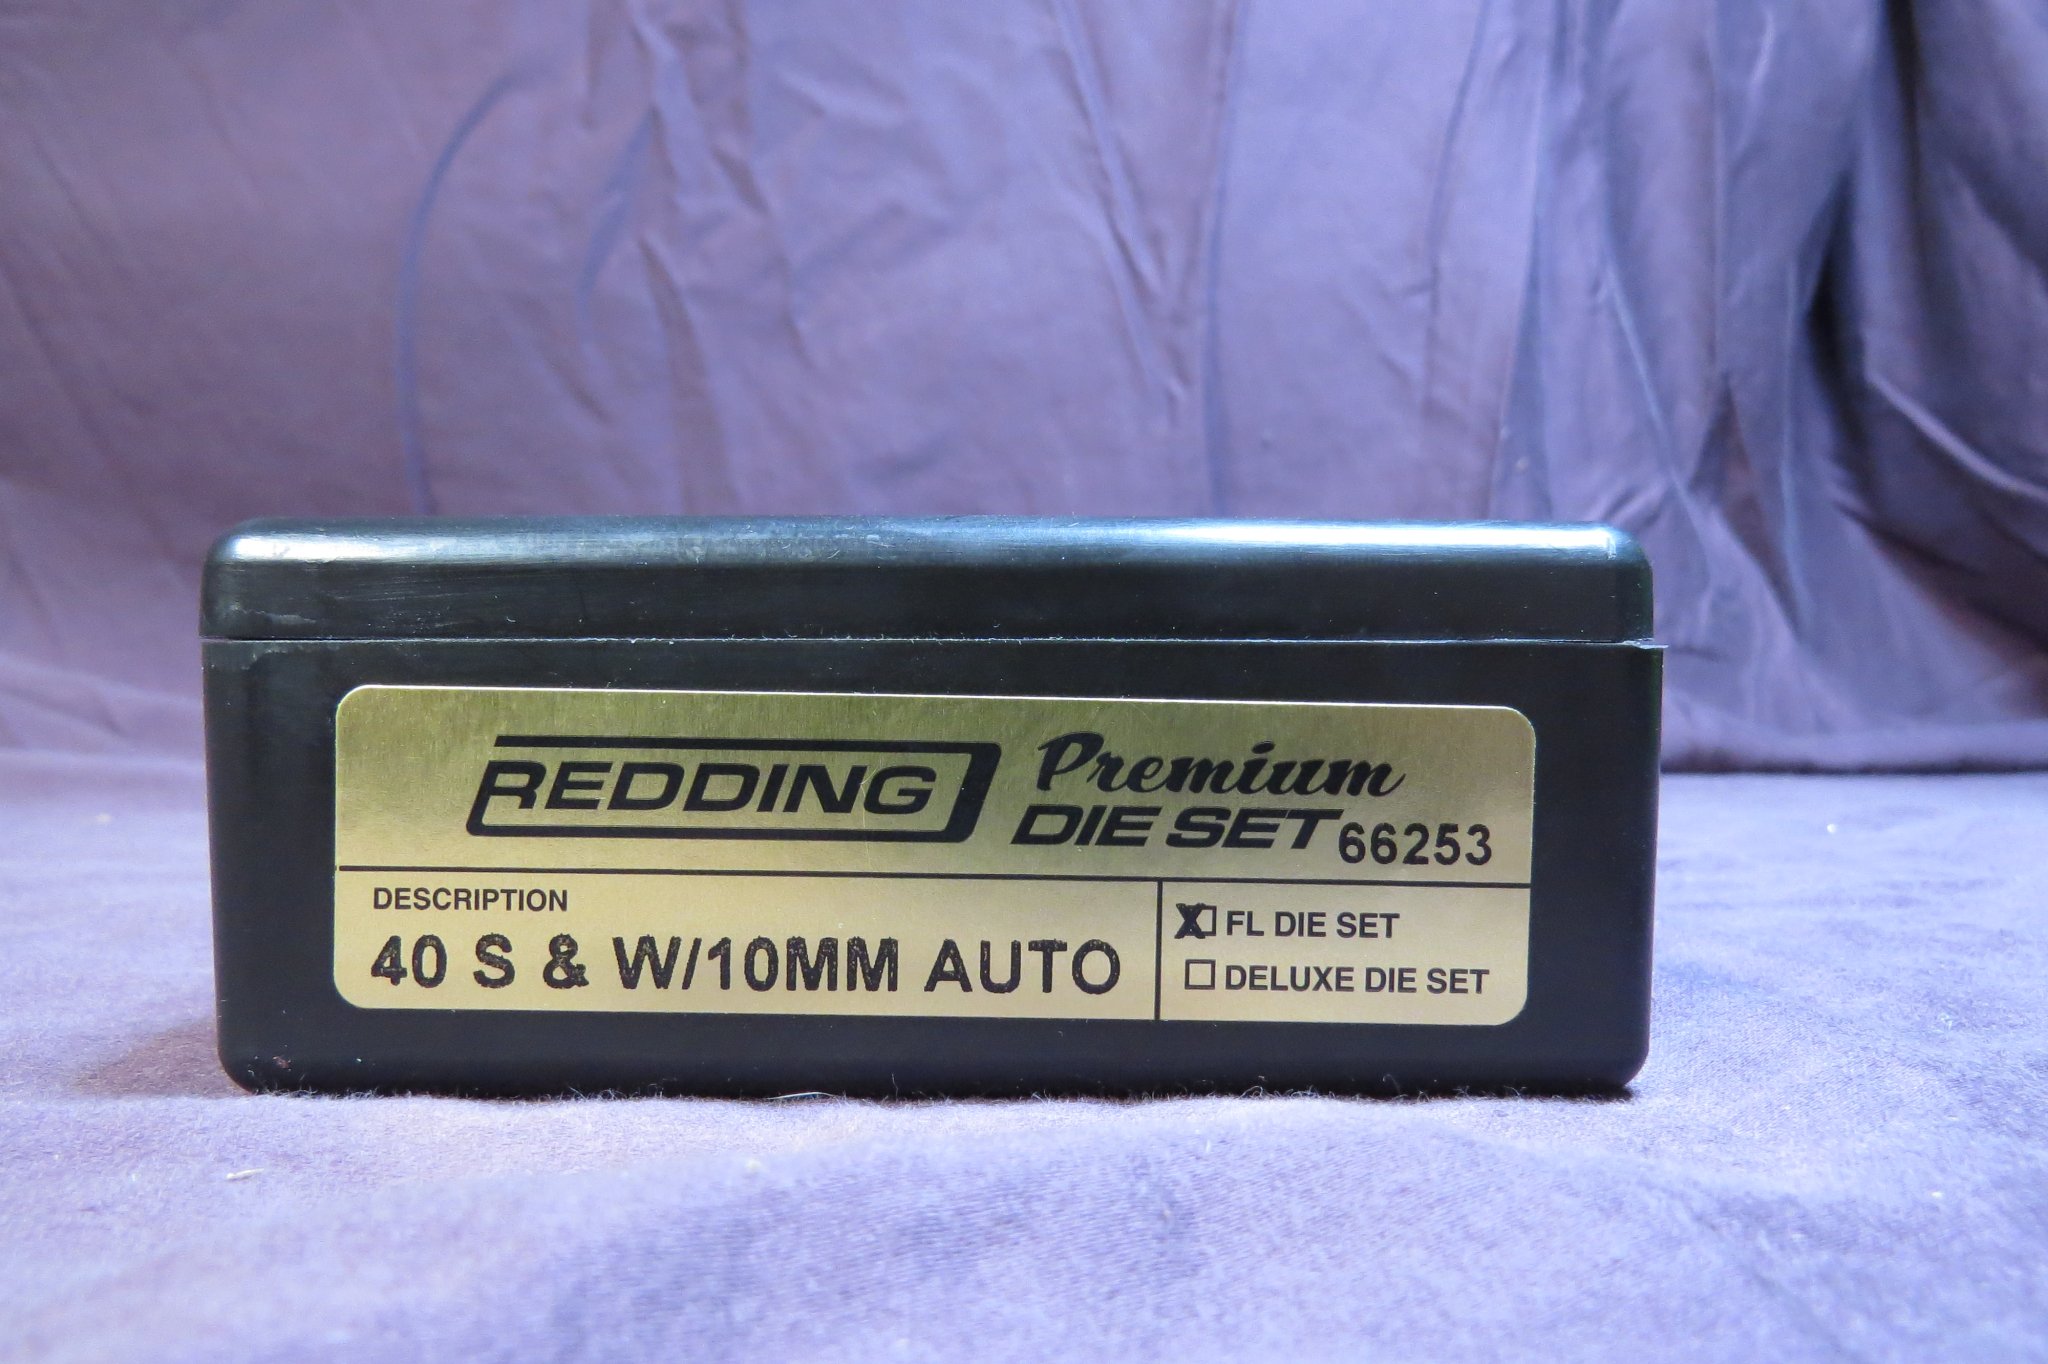 REDDING Premium
DIE SET 66253
DESCRIPTION
40 S & W/10MM AUTO
X FL DIE SET
DELUXE DIE SET